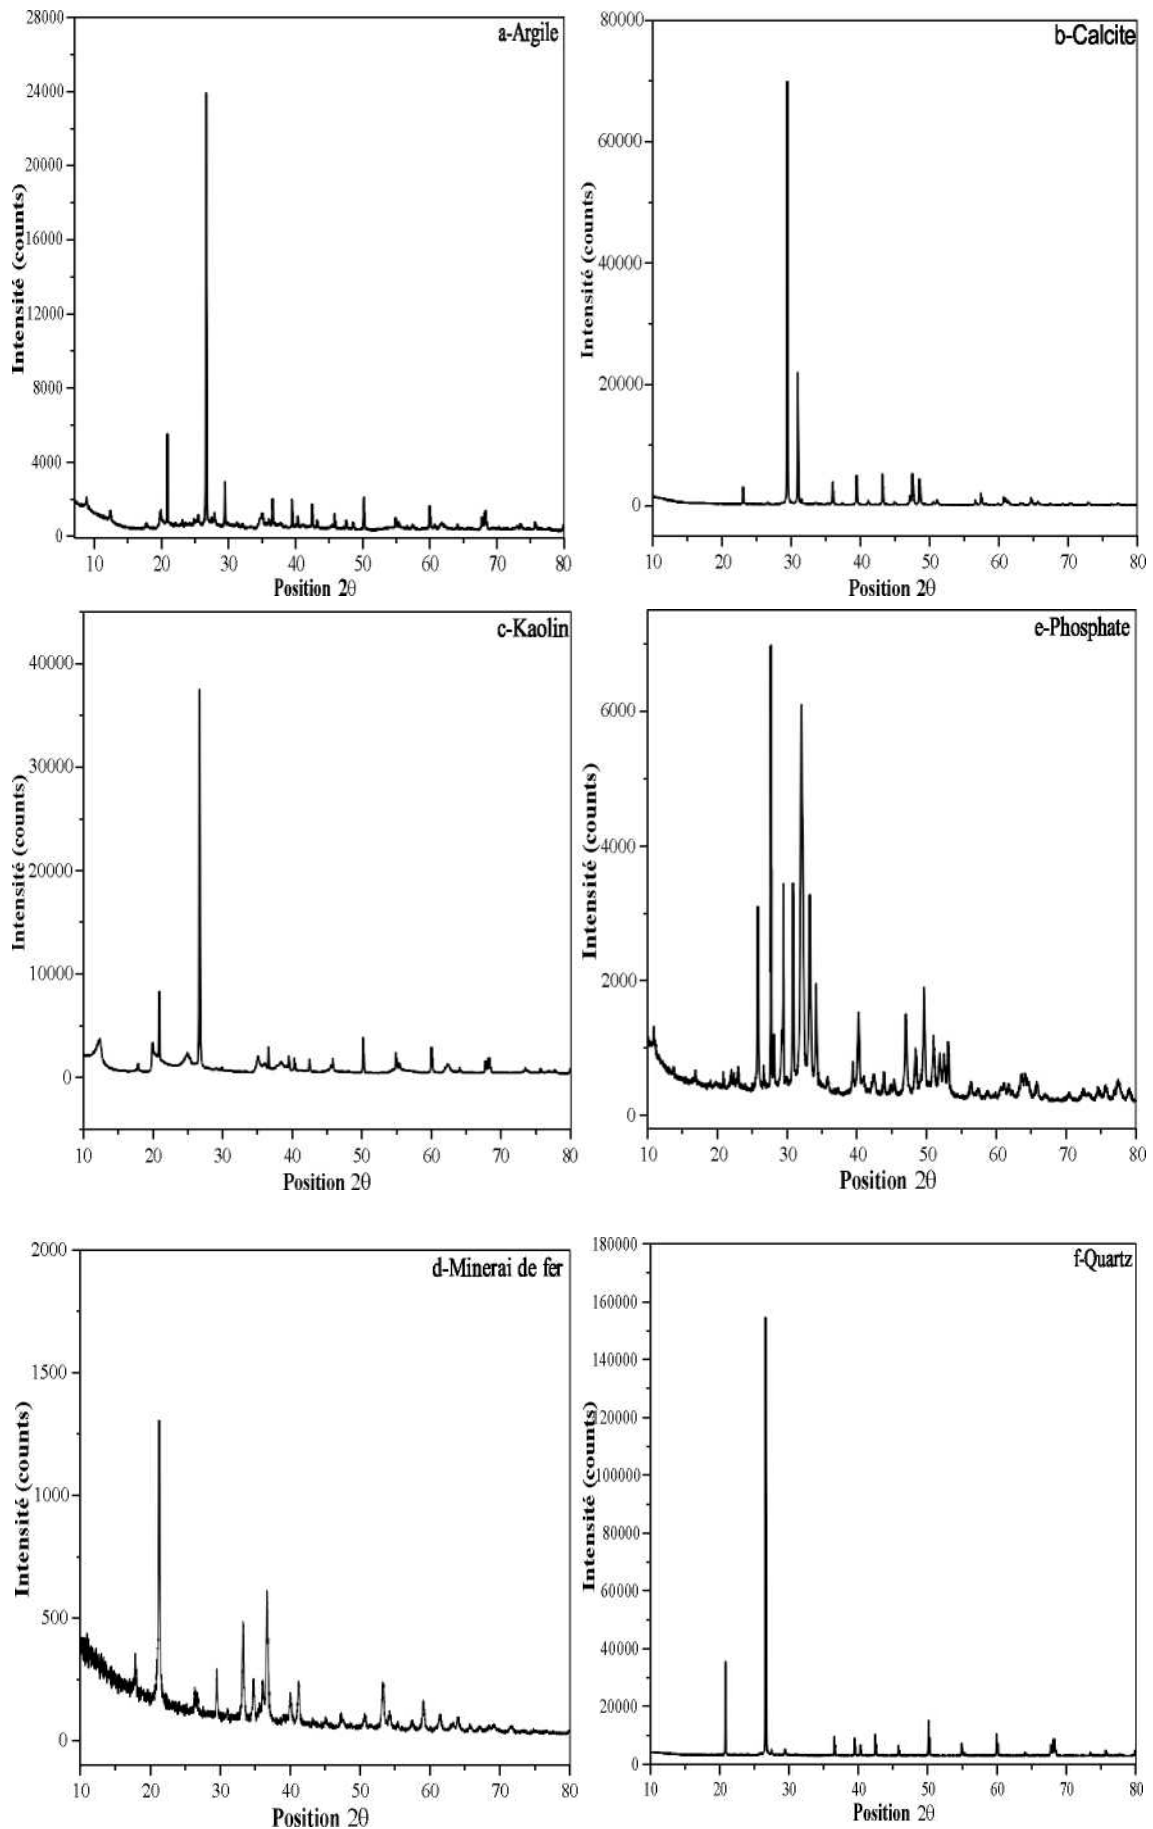 a-Argile
28000
24000
20000
16000
12000
8000
4000
0
Intensité (counts)
10 20 30 40 50 60 70 80
Position 2θ
b-Calcite
80000
60000
40000
20000
0
Intensité (counts)
10 20 30 40 50 60 70 80
Position 2θ
c-Kaolin
40000
30000
20000
10000
0
Intensité (counts)
10 20 30 40 50 60 70 80
Position 2θ
e-Phosphate
6000
4000
2000
0
Intensité (counts)
10 20 30 40 50 60 70 80
Position 2θ
d-Minerai de fer
2000
1500
1000
500
0
Intensité (counts)
10 20 30 40 50 60 70 80
Position 2θ
f-Quartz
180000
160000
140000
120000
100000
80000
60000
40000
20000
0
Intensité (counts)
10 20 30 40 50 60 70 80
Position 2θ